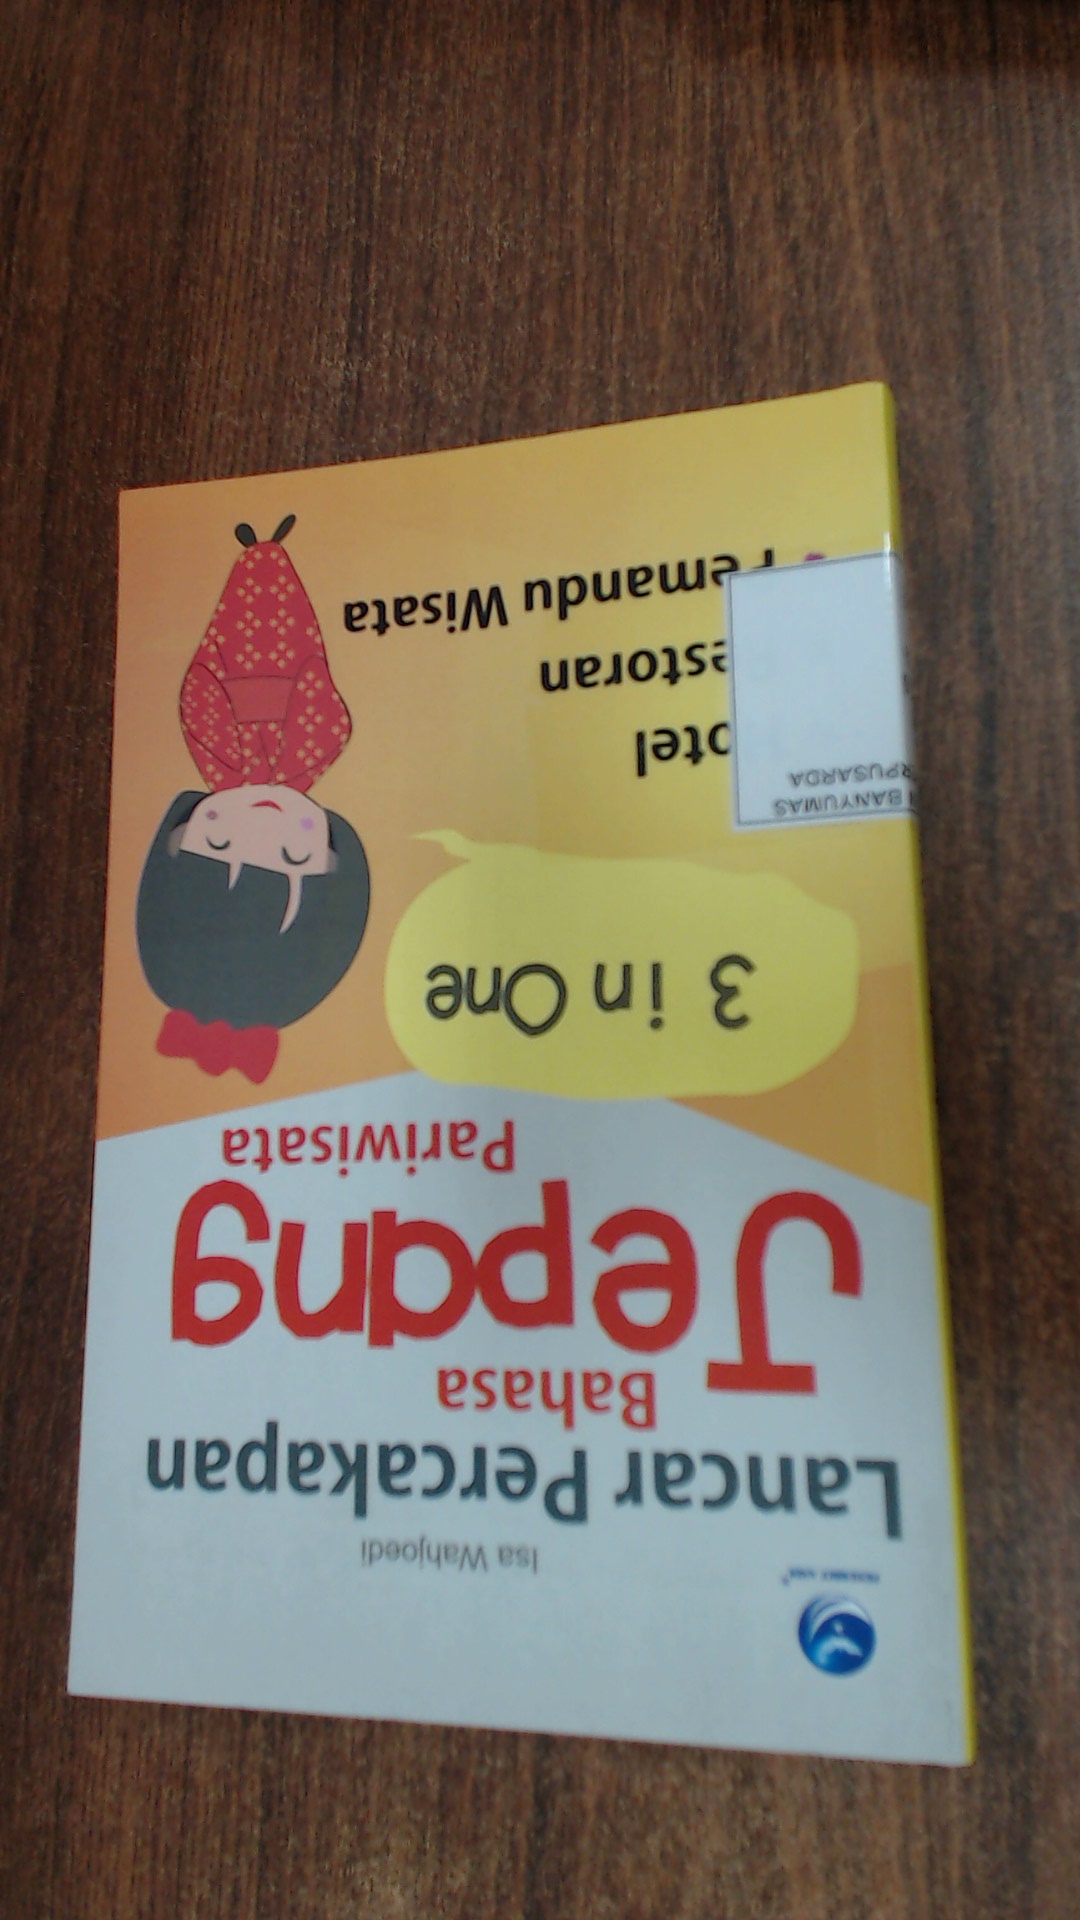 Isa Wahjoedi
Lancar Percakapan
Bahasa
Jepang
Pariwisata
3 in One
otel
estoran
Pemandu Wisata
BANYUMAS
RPUSARDA